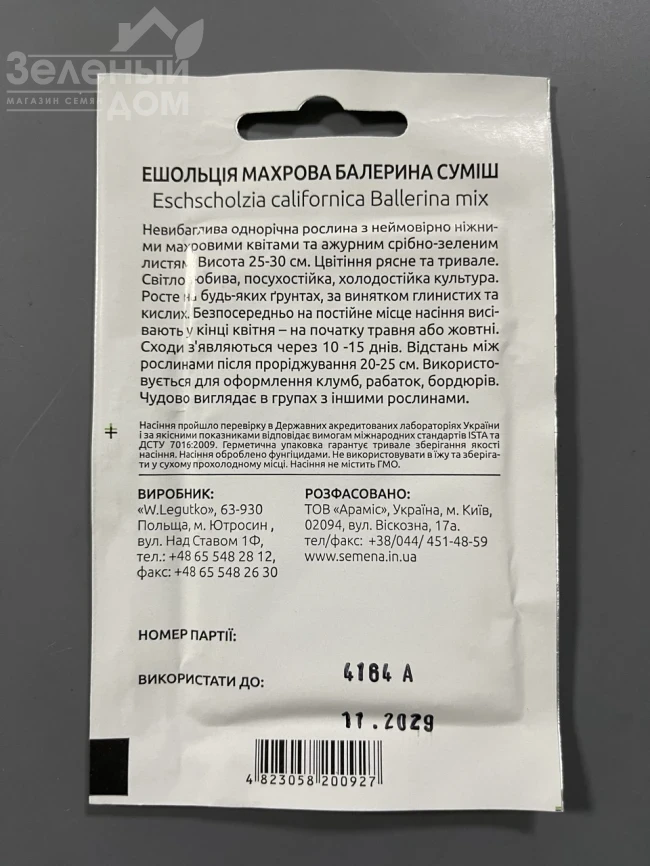 Зеленый
МАГАЗИН СЕМЯН
ДОМ
ЕШОЛЬЦІЯ МАХРОВА БАЛЕРИНА СУМІШ
Eschscholzia californica Ballerina mix
Невибаглива однорічна рослина з неймовірно ніжни-
ми махровими квітами та ажурним срібно-зеленим
листям. Висота 25-30 см. Цвітіння рясне та тривале.
Світлолюбива, посухостійка, холодостійка культура.
Росте на будь-яких ґрунтах, за винятком глинистих та
кислих. Безпосередньо на постійне місце насіння висі-
вають у кінці квітня – на початку травня або жовтні.
Сходи з'являються через 10 -15 днів. Відстань між
рослинами після проріджування 20-25 см. Використо-
вується для оформлення клумб, рабаток, бордюрів.
Чудово виглядає в групах з іншими рослинами.
Насіння пройшло перевірку в Державних акредитованих лабораторіях України
і за якісними показниками відповідає вимогам міжнародних стандартів ISTA та
ДСТУ 7016:2009. Герметична упаковка гарантує тривале зберігання якості
насіння. Насіння оброблено фунгіцидами. Не використовувати в їжу та зберіга-
ти у сухому прохолодному місці. Насіння не містить ГМО.
ВИРОБНИК:
«W.Legutko», 63-930
Польща, м. Ютросин ,
вул. Над Ставом 1Ф,
тел.: +48 65 548 28 12,
факс: +48 65 548 26 30
РОЗФАСОВАНО:
ТОВ «Араміс», Україна, м. Київ,
02094, вул. Віскозна, 17а.
тел/факс: +38/044/ 451-48-59
www.semena.in.ua
НОМЕР ПАРТІЇ:
4164 А
ВИКОРИСТАТИ ДО:
11.2029
4 823058 200927